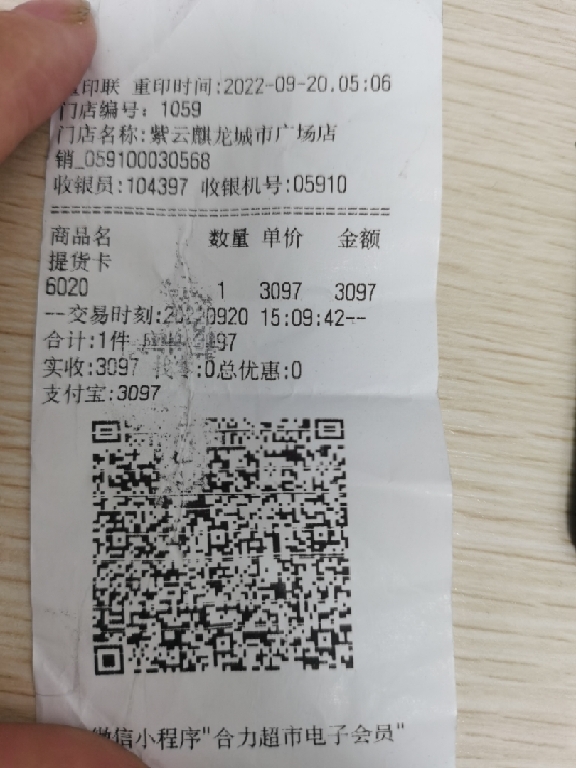 印联 重印时间:2022-09-20.05:06
门店编号: 1059
门店名称:紫云麒龙城市广场店
销_059100030568
收银员:104397 收银机号:05910
商品名 数量 单价 金额
提货卡
6020 1 3097 3097
--交易时刻:20220920 15:09:42--
合计:1件
实收:3097 :0总优惠:0
支付宝:3097
微信小程序"合力超市电子会员"